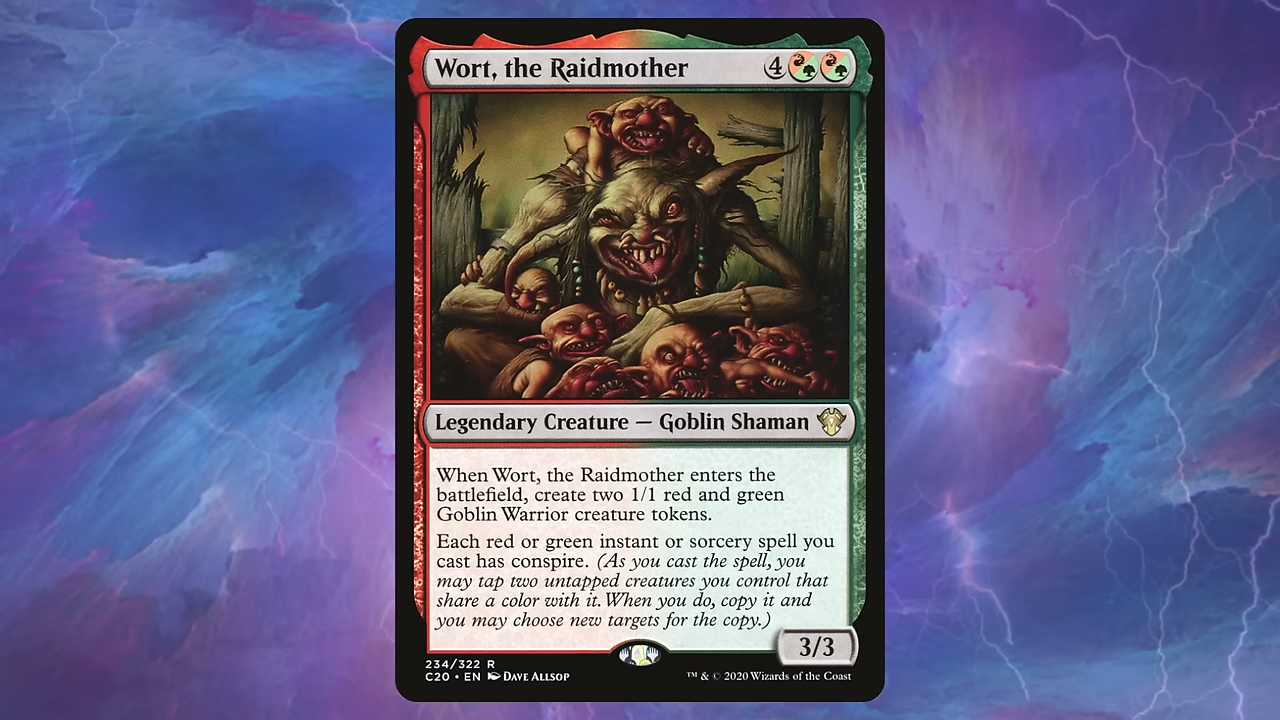 Wort, the Raidmother 4
Legendary Creature — Goblin Shaman
When Wort, the Raidmother enters the
battlefield, create two 1/1 red and green
Goblin Warrior creature tokens.
Each red or green instant or sorcery spell you
cast has conspire. (As you cast the spell, you
may tap two untapped creatures you control that
share a color with it. When you do, copy it and
you may choose new targets for the copy.)
3/3
234/322 R
C20 • EN Dave Allsop
™ & © 2020 Wizards of the Coast